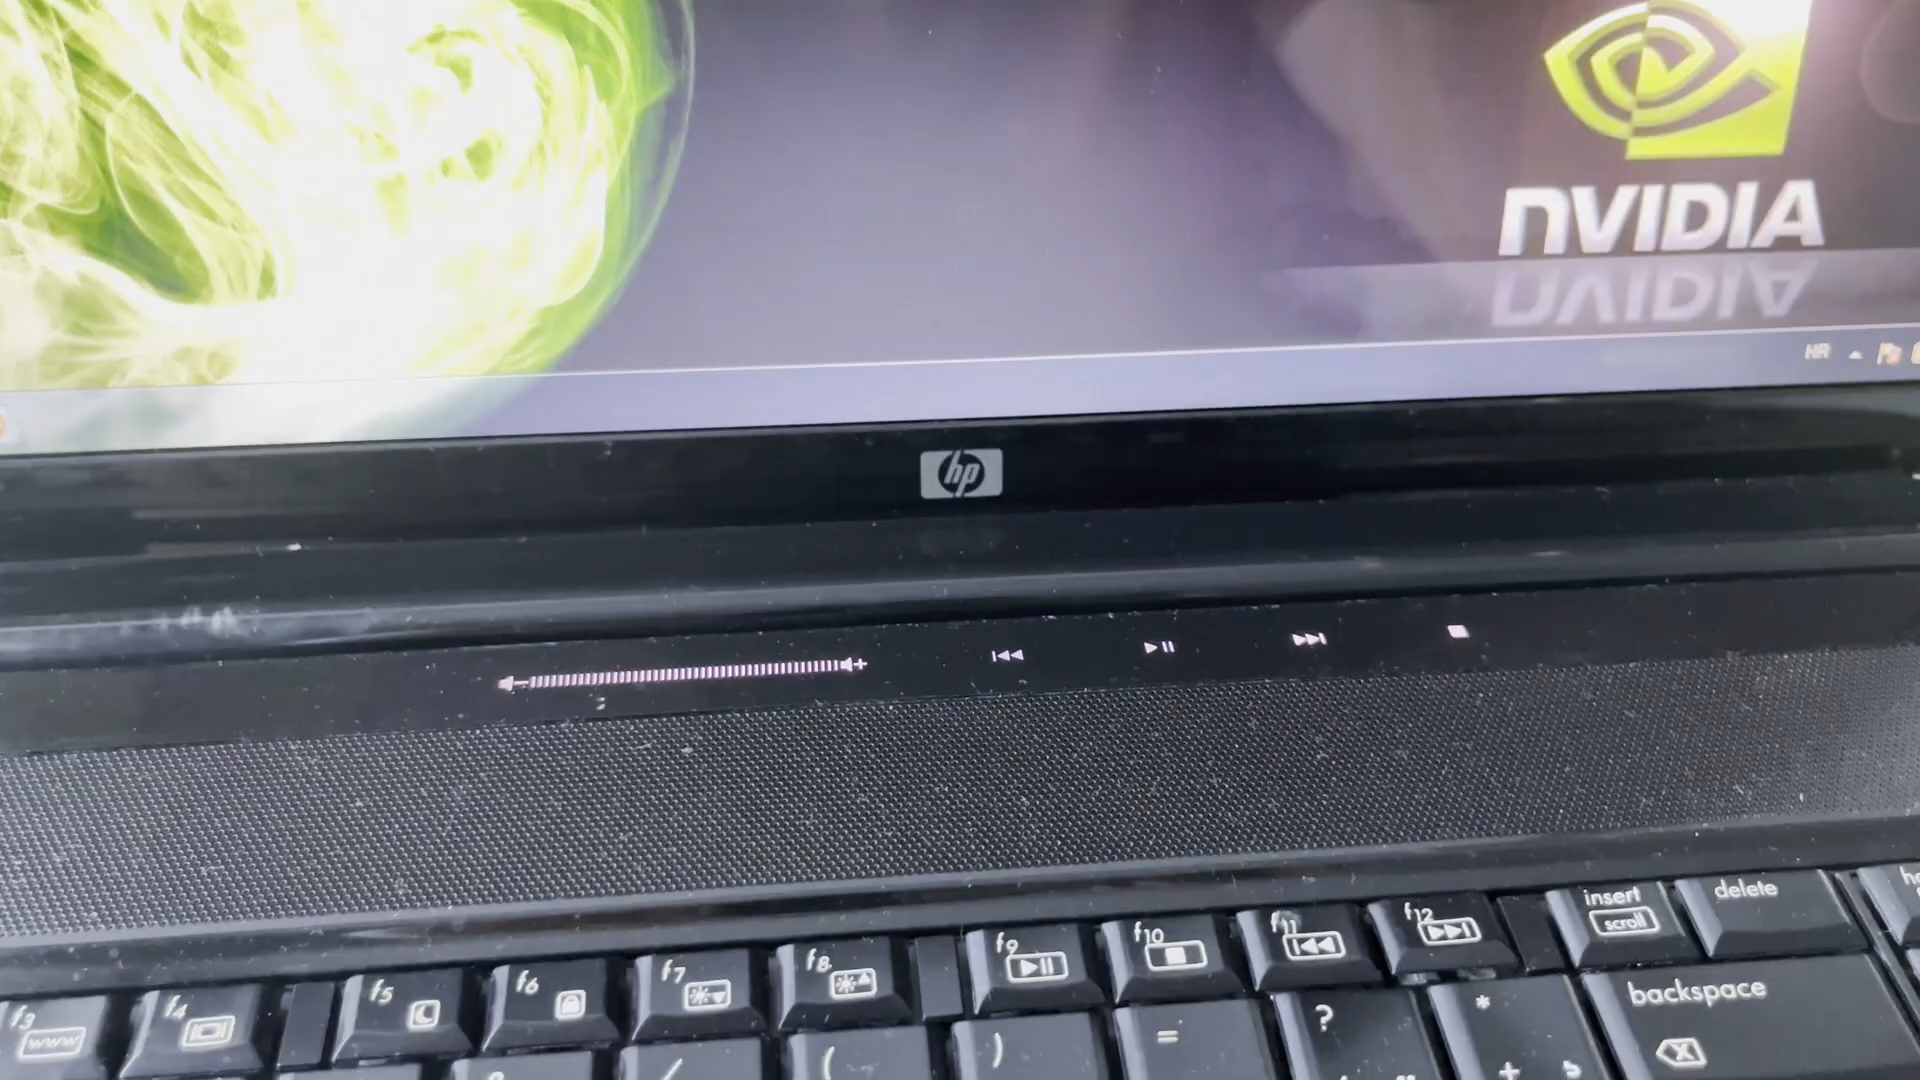 NVIDIA
HR
hp
insert
scroll
delete
f3
www
f4
f5
f6
f7
f8
f9
f10
f11
f12
backspace
(
)
=
?
*
+